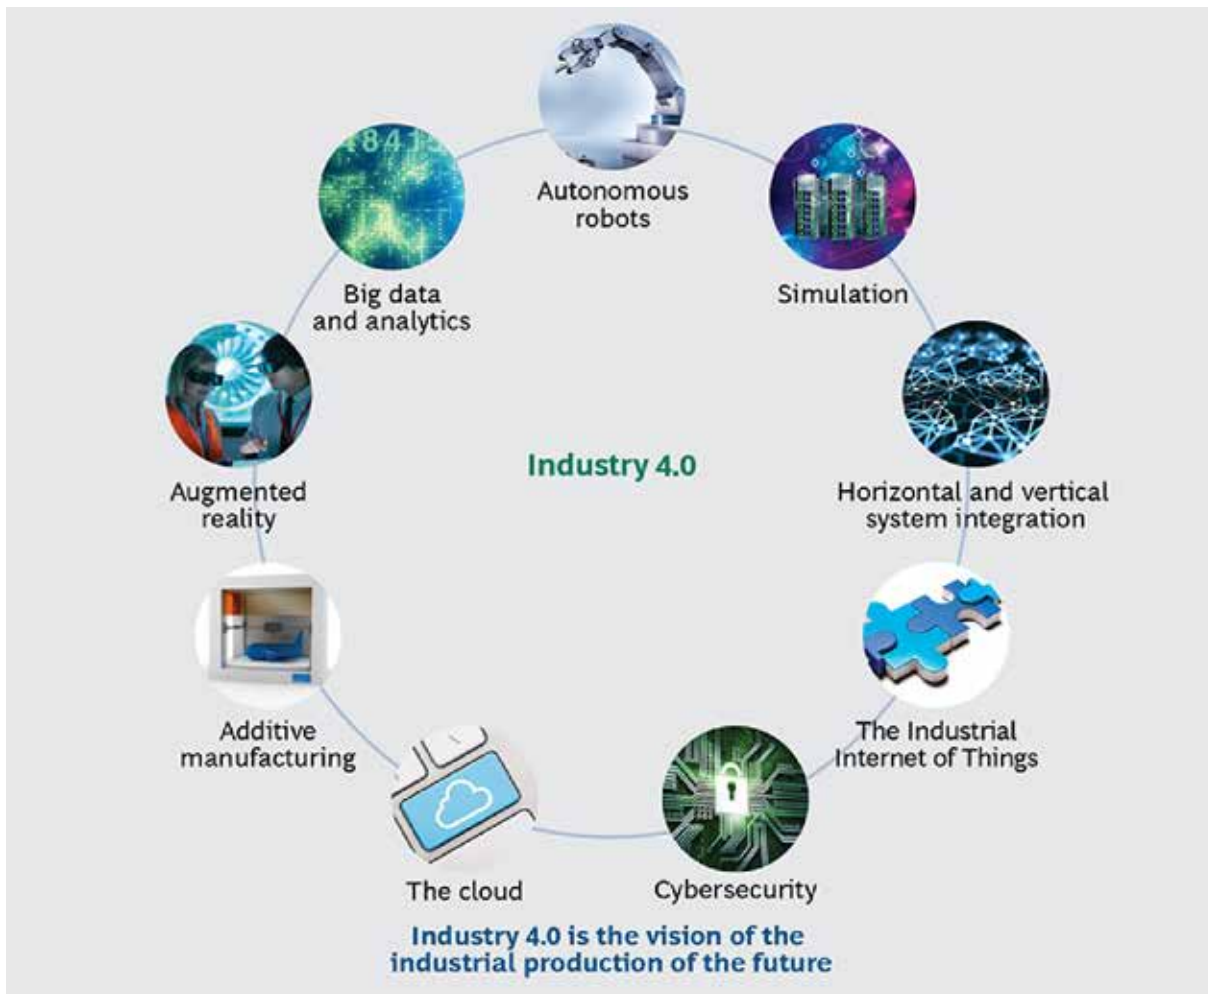 Autonomous
robots
Simulation
Horizontal and vertical
system integration
The Industrial
Internet of Things
Cybersecurity
The cloud
Additive
manufacturing
Augmented
reality
Big data
and analytics
Industry 4.0
Industry 4.0 is the vision of the
industrial production of the future